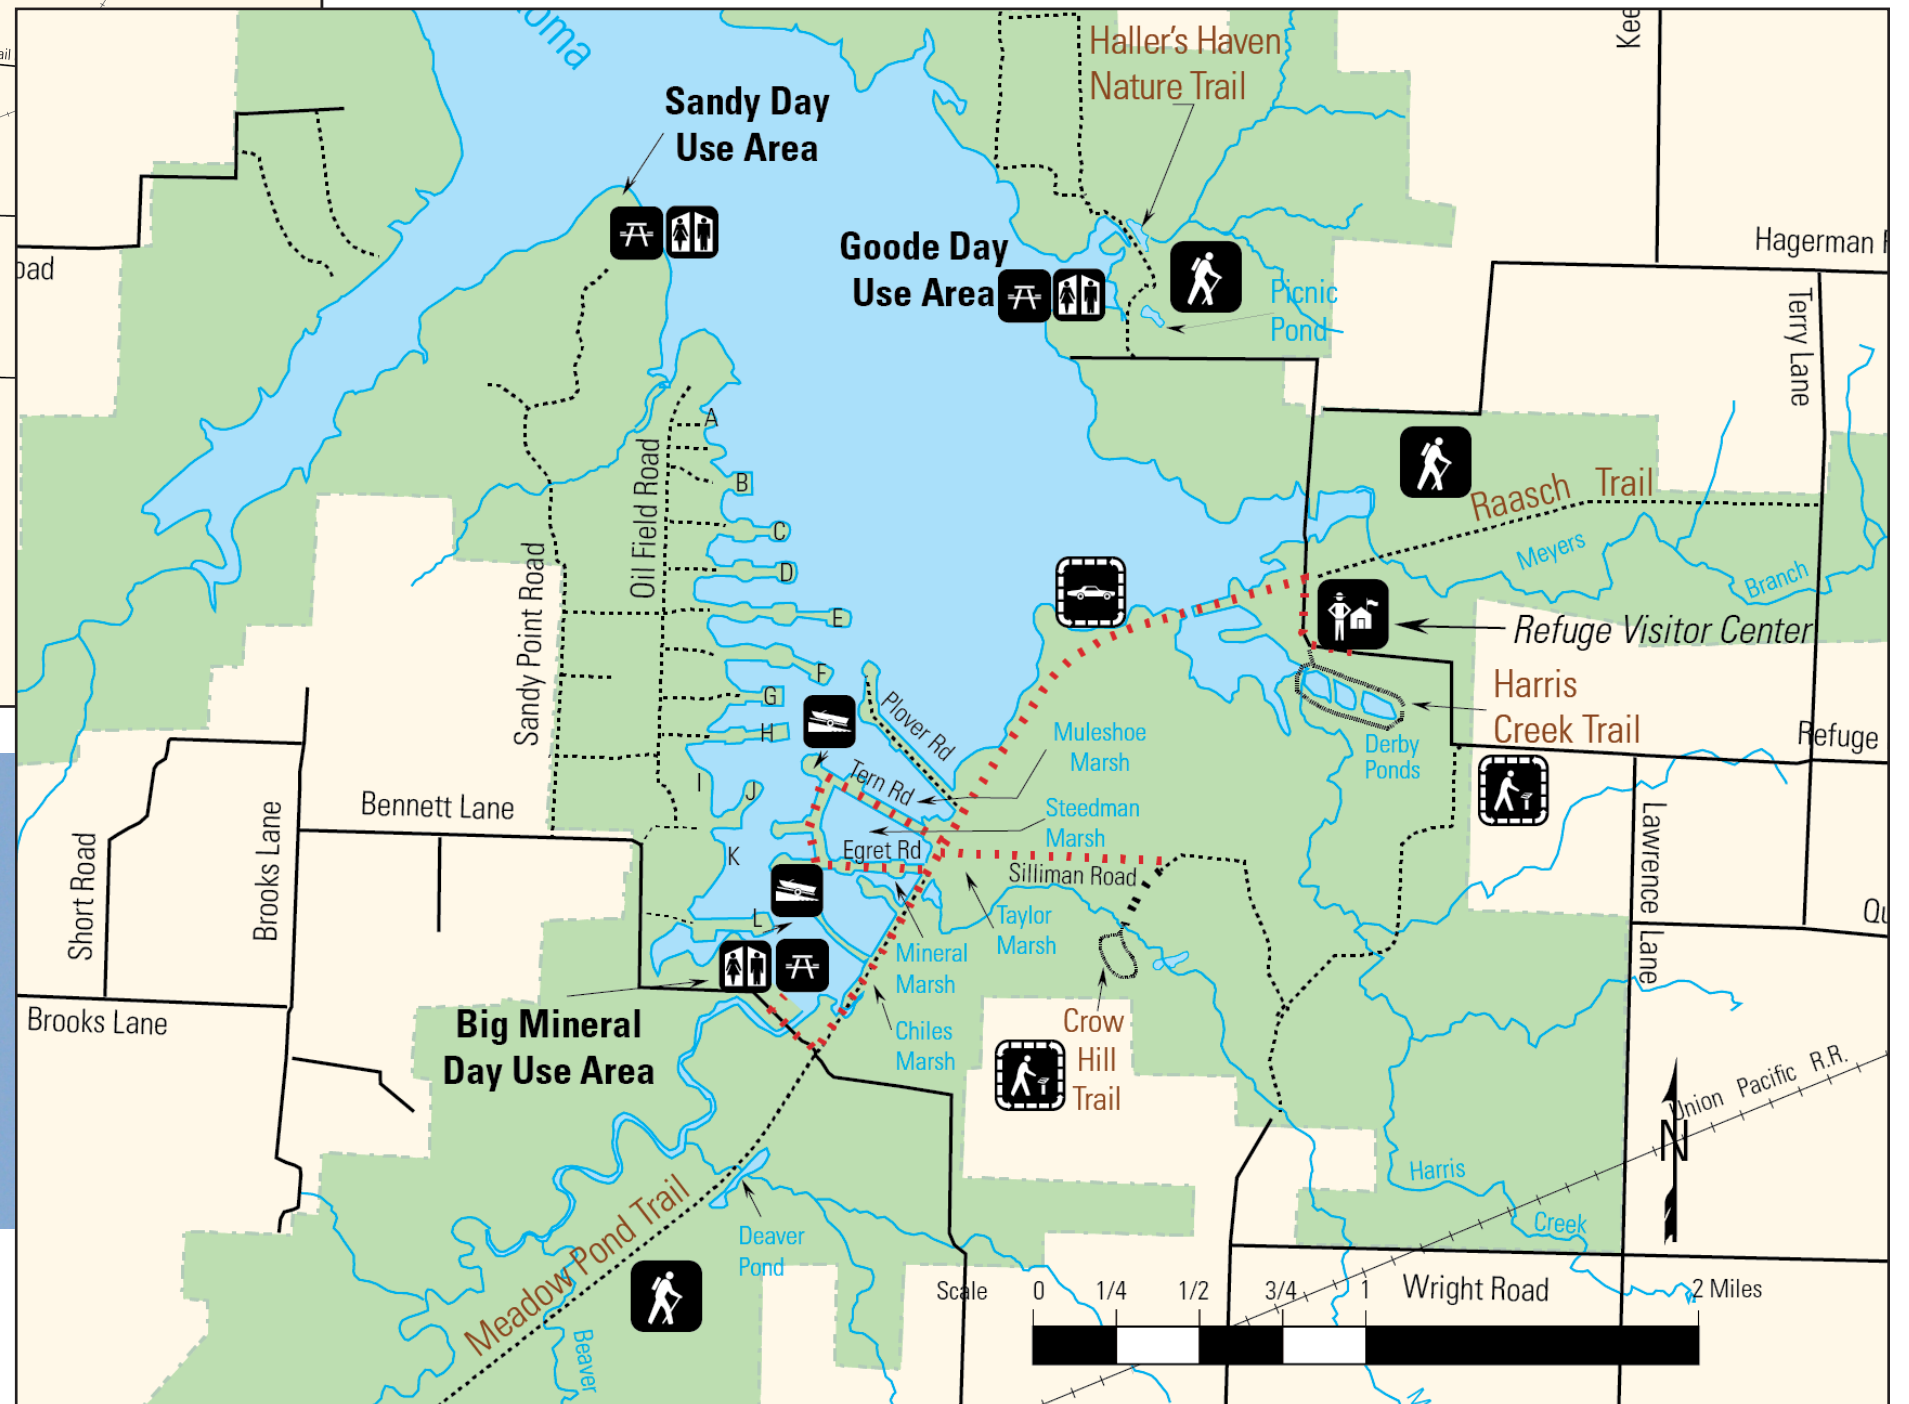 Kee
Haller's Haven
Nature Trail
Sandy Day
Use Area
Goode Day
Use Area
Hagerman
Picnic
Pond
Terry Lane
A
B
C
D
E
F
G
H
I
J
K
L
Oil Field Road
Sandy Point Road
Raasch Trail
Meyers
Branch
Refuge Visitor Center
Harris
Creek Trail
Derby
Ponds
Refuge
Plover Rd
Tern Rd
Egret Rd
Muleshoe
Marsh
Steedman
Marsh
Silliman Road
Taylor
Marsh
Mineral
Marsh
Chiles
Marsh
Bennett Lane
Short Road
Brooks Lane
Brooks Lane
Lawrence Lane
Big Mineral
Day Use Area
Crow
Hill
Trail
Union Pacific R.R.
N
Harris
Creek
Deaver
Pond
Meadow Pond Trail
Beaver
Wright Road
Scale 0 1/4 1/2 3/4 1 2 Miles